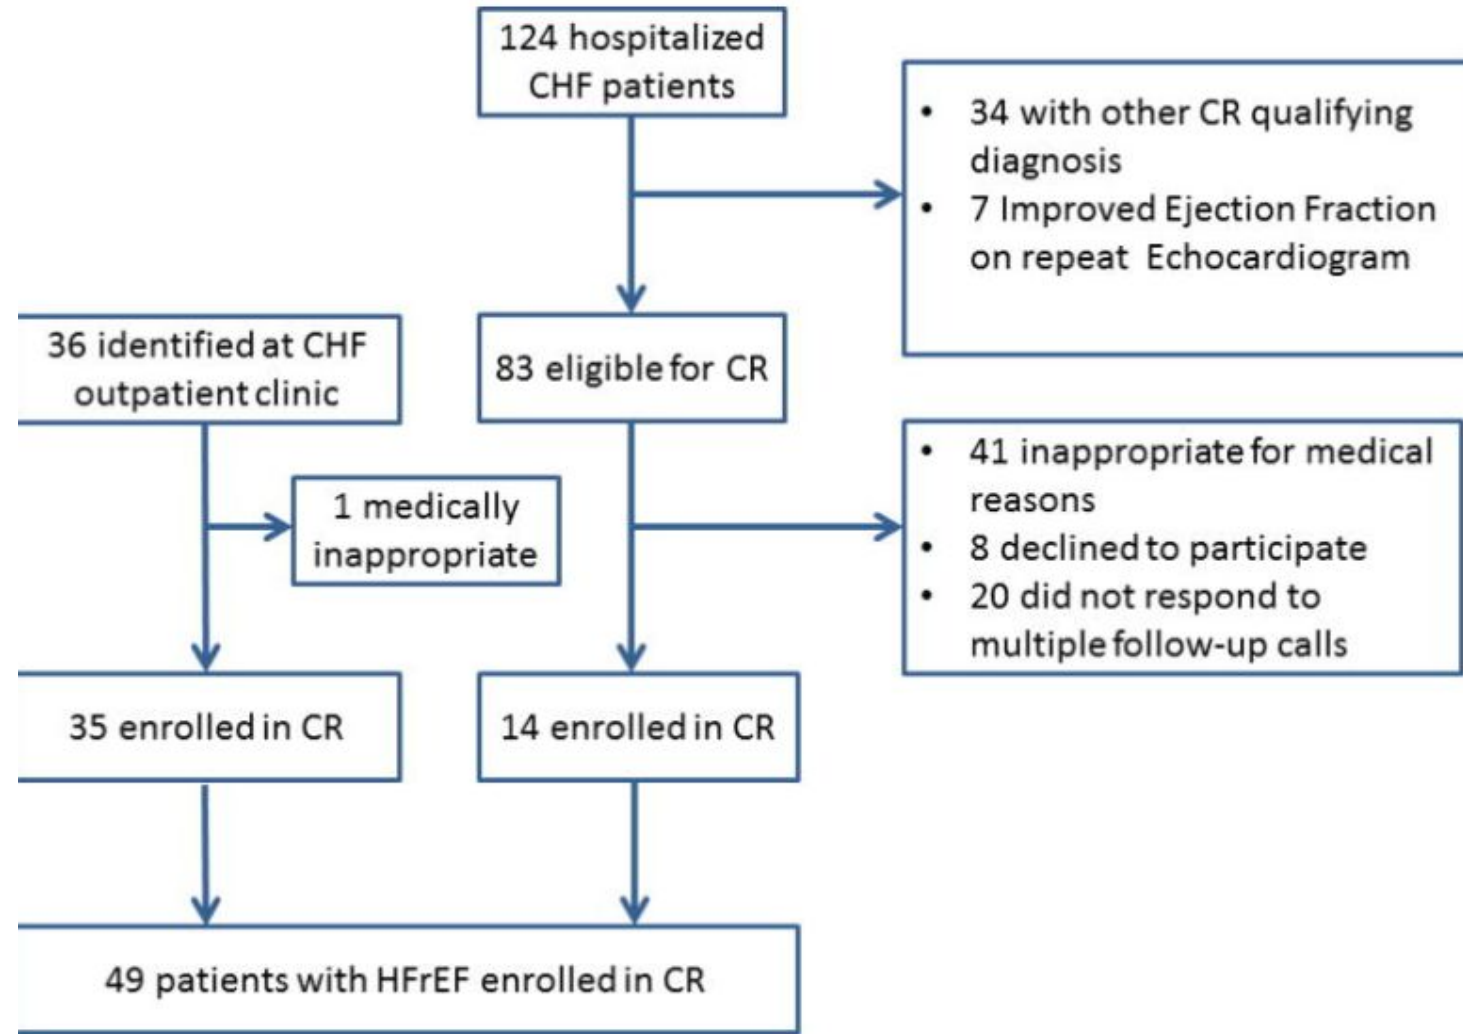 124 hospitalized
CHF patients
• 34 with other CR qualifying
diagnosis
• 7 Improved Ejection Fraction
on repeat Echocardiogram
36 identified at CHF
outpatient clinic
83 eligible for CR
• 41 inappropriate for medical
reasons
• 8 declined to participate
• 20 did not respond to
multiple follow-up calls
1 medically
inappropriate
35 enrolled in CR
14 enrolled in CR
49 patients with HFrEF enrolled in CR